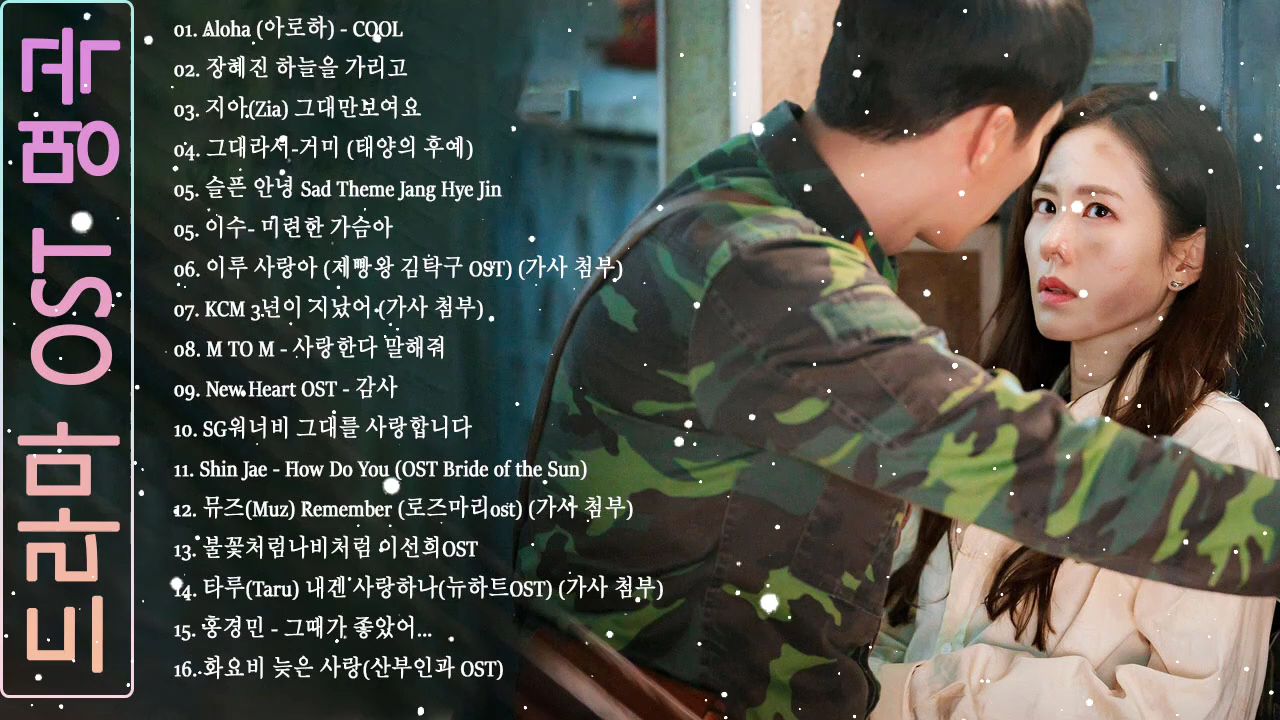 드라마 OST 명곡
01. Aloha (아로하) - COOL
02. 장혜진 하늘을 가리고
03. 지아(Zia) 그대만보여요
04. 그대라서-거미 (태양의 후예)
05. 슬픈 안녕 Sad Theme Jang Hye Jin
05. 이수- 미련한 가슴아
06. 이루 사랑아 (제빵왕 김탁구 OST) (가사 첨부)
07. KCM 3년이 지났어 (가사 첨부)
08. M TO M - 사랑한다 말해줘
09. New Heart OST - 감사
10. SG워너비 그대를 사랑합니다
11. Shin Jae - How Do You (OST Bride of the Sun)
12. 뮤즈(Muz) Remember (로즈마리ost) (가사 첨부)
13. 불꽃처럼나비처럼 이선희OST
14. 타루(Taru) 내겐 사랑하나(뉴하트OST) (가사 첨부)
15. 홍경민 - 그때가 좋았어...
16. 화요비 늦은 사랑(산부인과 OST)